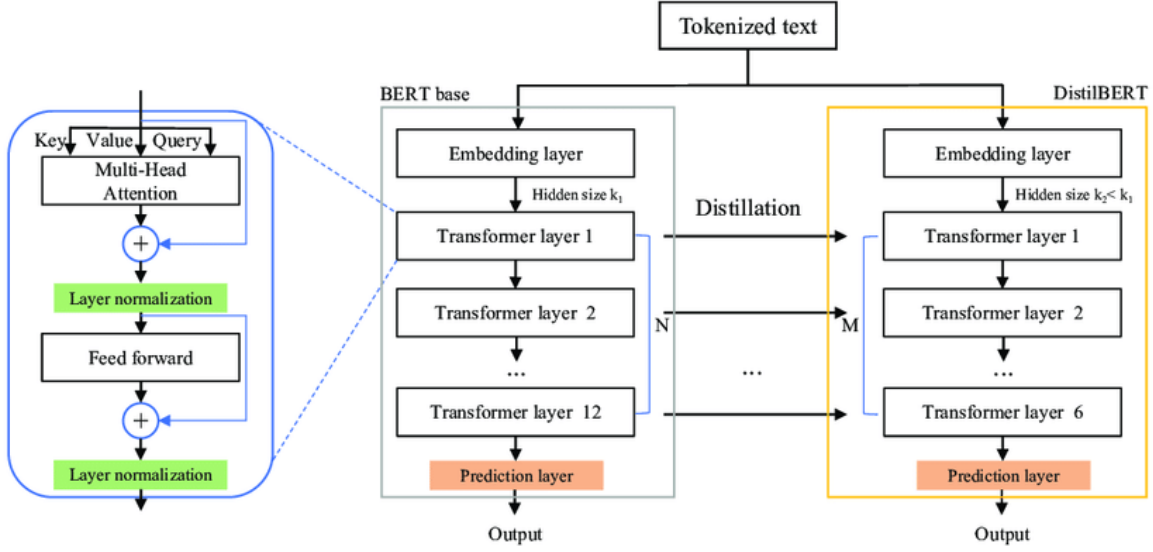 Tokenized text
BERT base
DistilBERT
Key Value Query
Multi-Head
Attention
+
Layer normalization
Feed forward
+
Layer normalization
Embedding layer
Hidden size k₁
Transformer layer 1
Transformer layer 2
...
Transformer layer 12
N
Prediction layer
Output
Distillation
...
Embedding layer
Hidden size k₂< k₁
Transformer layer 1
Transformer layer 2
...
Transformer layer 6
M
Prediction layer
Output